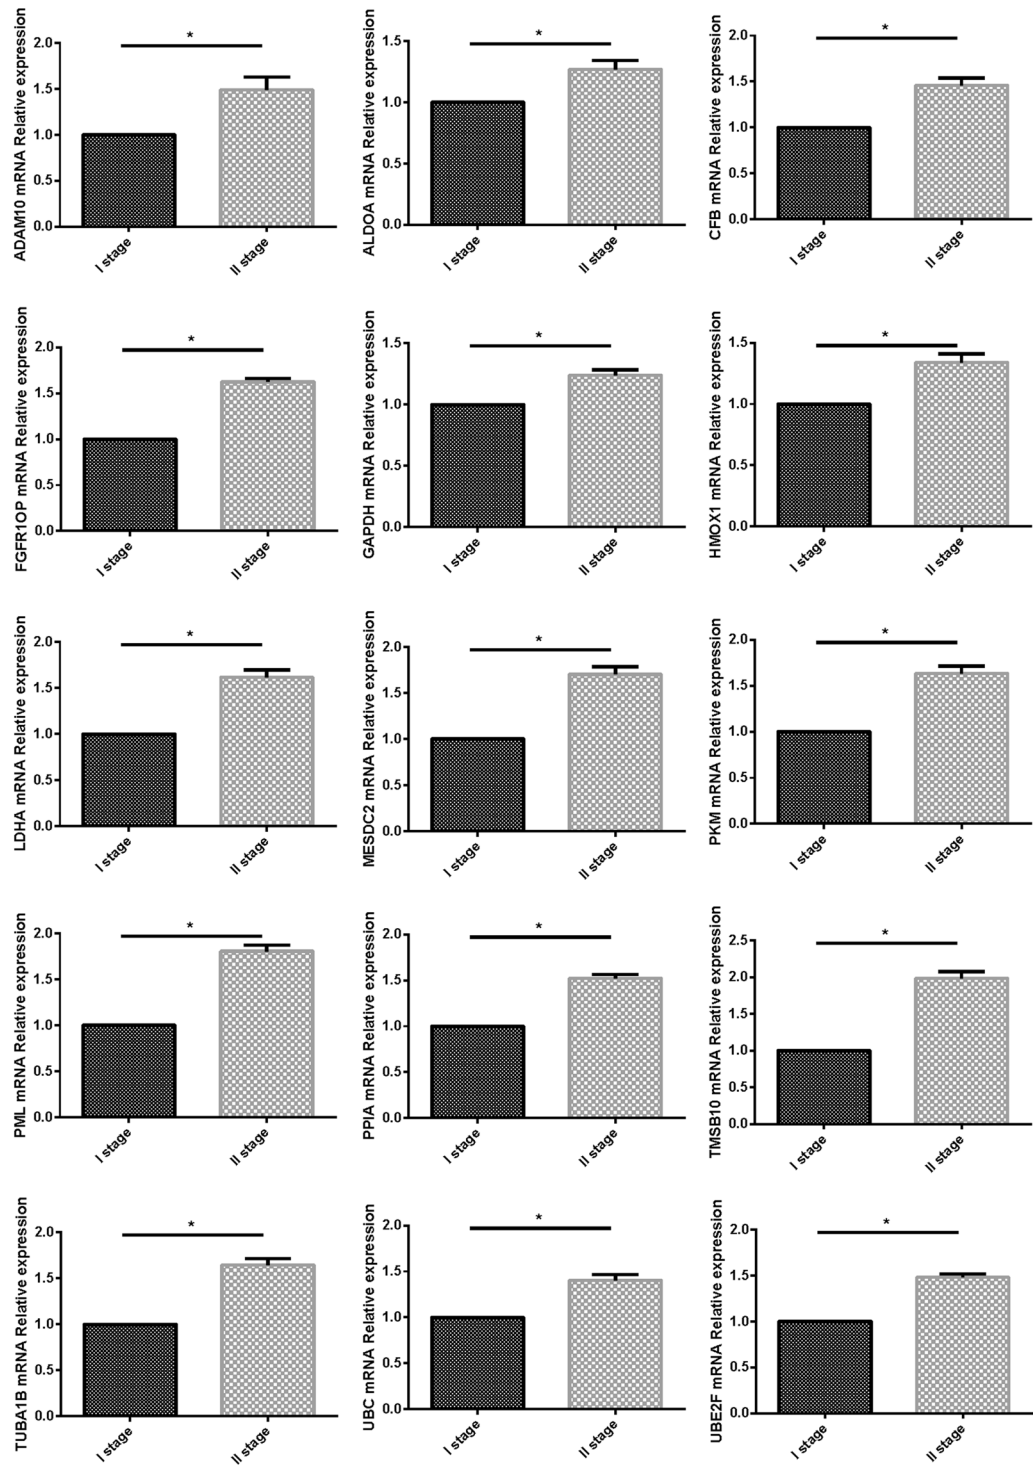 ADAM10 mRNA Relative expression
2.0
1.5
1.0
0.5
0.0
*
I stage
II stage
ALDOA mRNA Relative expression
1.5
1.0
0.5
0.0
*
I stage
II stage
CFB mRNA Relative expression
2.0
1.5
1.0
0.5
0.0
*
I stage
II stage
FGFR1OP mRNA Relative expression
2.0
1.5
1.0
0.5
0.0
*
I stage
II stage
GAPDH mRNA Relative expression
1.5
1.0
0.5
0.0
*
I stage
II stage
HMOX1 mRNA Relative expression
1.5
1.0
0.5
0.0
*
I stage
II stage
LDHA mRNA Relative expression
2.0
1.5
1.0
0.5
0.0
*
I stage
II stage
MESDC2 mRNA Relative expression
2.0
1.5
1.0
0.5
0.0
*
I stage
II stage
PKM mRNA Relative expression
2.0
1.5
1.0
0.5
0.0
*
I stage
II stage
PML mRNA Relative expression
2.0
1.5
1.0
0.5
0.0
*
I stage
II stage
PPIA mRNA Relative expression
2.0
1.5
1.0
0.5
0.0
*
I stage
II stage
TMSB10 mRNA Relative expression
2.5
2.0
1.5
1.0
0.5
0.0
*
I stage
II stage
TUBA1B mRNA Relative expression
2.0
1.5
1.0
0.5
0.0
*
I stage
II stage
UBC mRNA Relative expression
2.0
1.5
1.0
0.5
0.0
*
I stage
II stage
UBE2F mRNA Relative expression
2.0
1.5
1.0
0.5
0.0
*
I stage
II stage